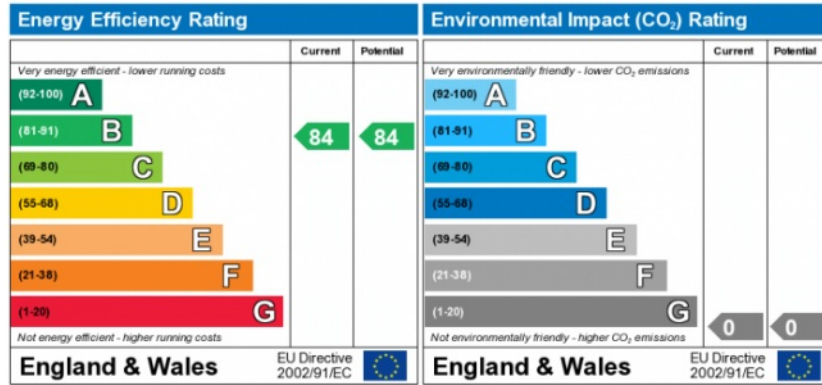 Energy Efficiency Rating
Current Potential
Very energy efficient - lower running costs
(92-100) A
(81-91) B
84 84
(69-80) C
(55-68) D
(39-54) E
(21-38) F
(1-20) G
Not energy efficient - higher running costs
England & Wales
EU Directive
2002/91/EC
Environmental Impact (CO₂) Rating
Current Potential
Very environmentally friendly - lower CO₂ emissions
(92-100) A
(81-91) B
(69-80) C
(55-68) D
(39-54) E
(21-38) F
(1-20) G
0 0
Not environmentally friendly - higher CO₂ emissions
England & Wales
EU Directive
2002/91/EC